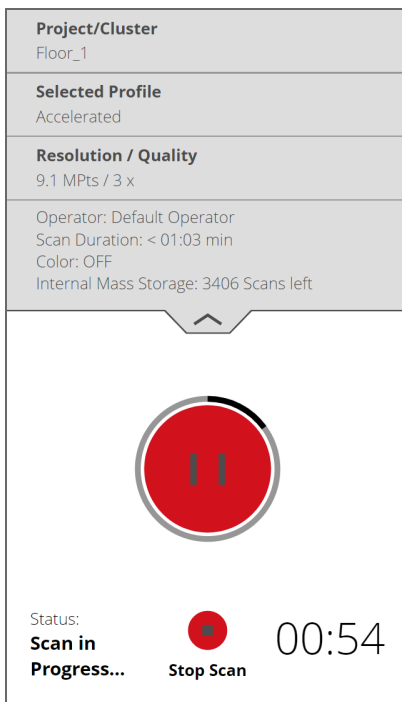 Project/Cluster
Floor_1
Selected Profile
Accelerated
Resolution / Quality
9.1 MPts / 3 x
Operator: Default Operator
Scan Duration: < 01:03 min
Color: OFF
Internal Mass Storage: 3406 Scans left
Status:
Scan in
Progress...
Stop Scan
00:54